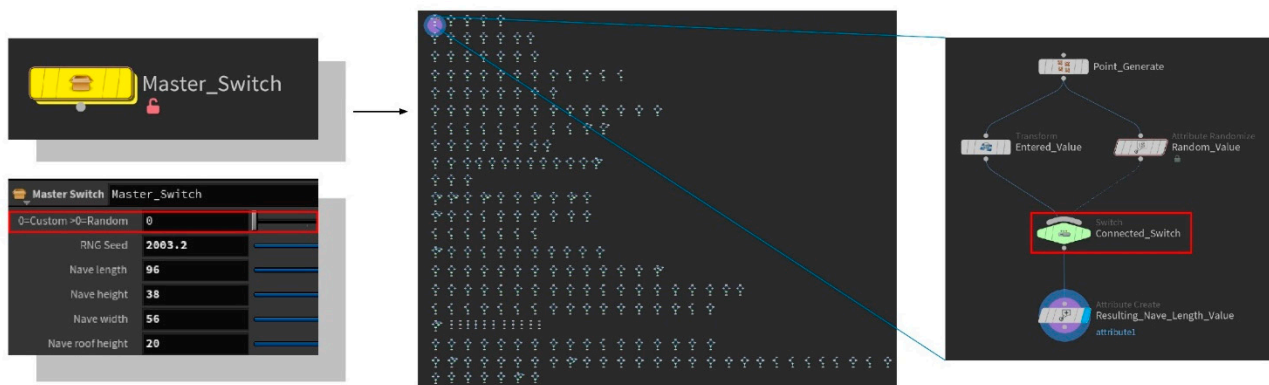 Master_Switch
Master Switch Master_Switch
0=Custom >0=Random 0
RNG Seed 2003.2
Nave length 96
Nave height 38
Nave width 56
Nave roof height 20
Point_Generate
Transform
Entered_Value
Attribute Randomize
Random_Value
Switch
Connected_Switch
Attribute Create
Resulting_Nave_Length_Value
attribute1